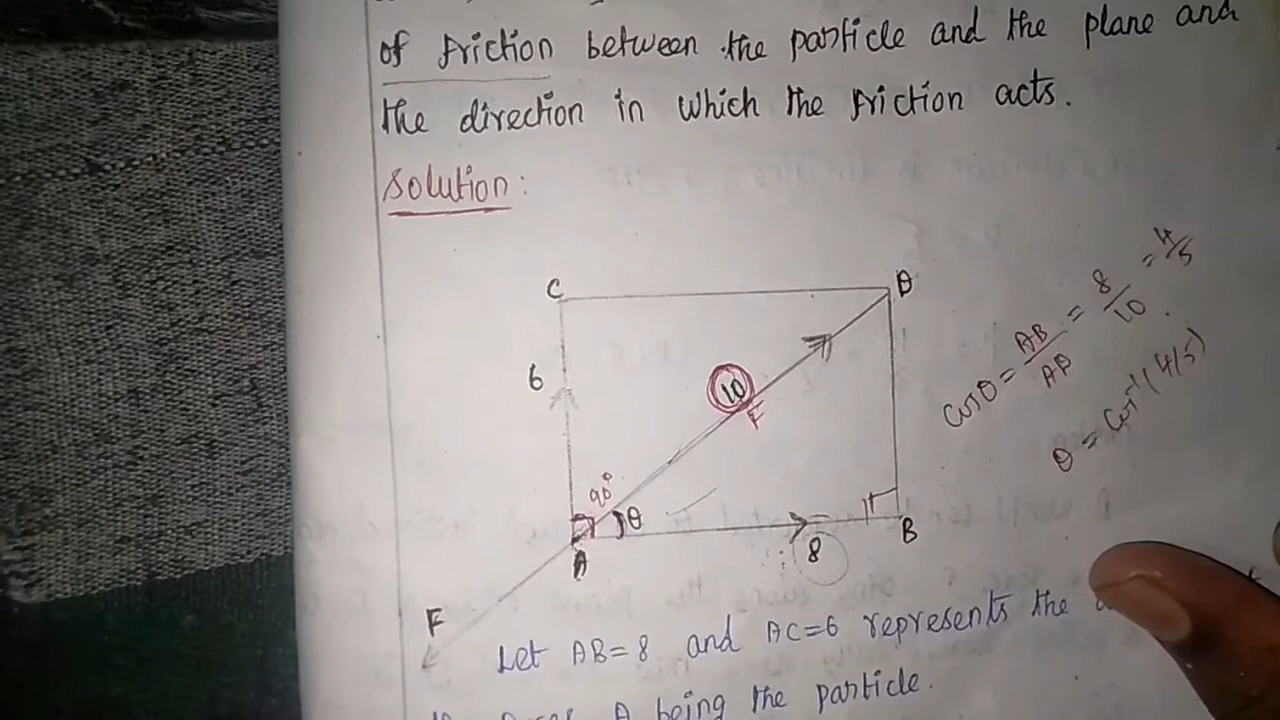 of friction between the particle and the plane and
the direction in which the friction acts.
Solution:
C
D
6
10
F
90°
θ
A
8
B
F
cosθ = AB/AD = 8/10 = 4/5
θ = cos⁻¹(4/5)
Let AB=8 and AC=6 represents the
A being the particle.